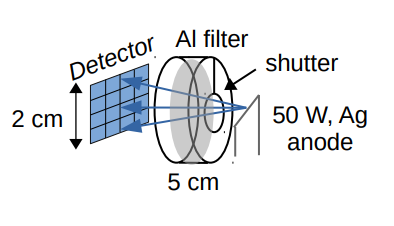 Detector
Al filter
shutter
2 cm
50 W, Ag
anode
5 cm